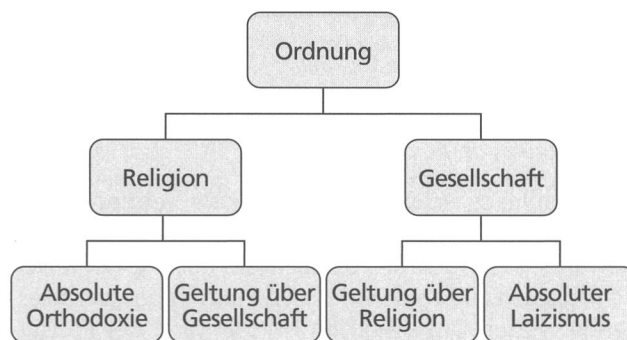 Ordnung
Religion
Gesellschaft
Absolute
Orthodoxie
Geltung über
Gesellschaft
Geltung über
Religion
Absoluter
Laizismus